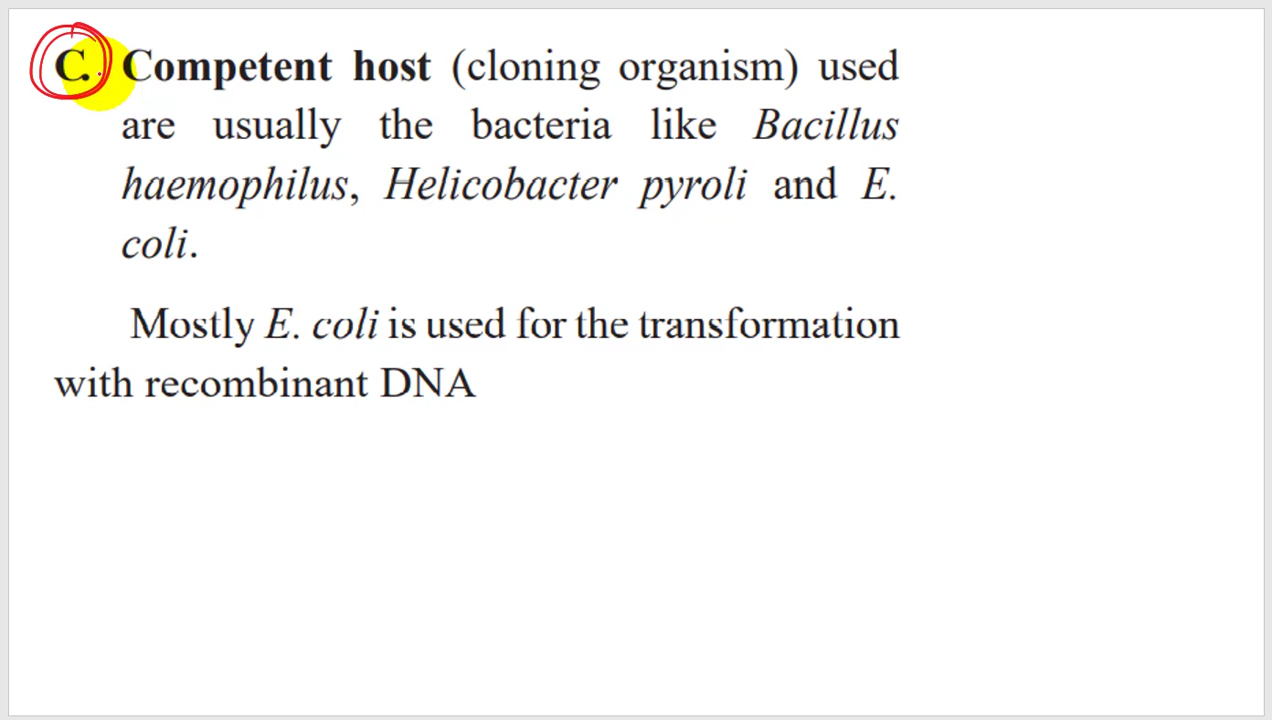 C. Competent host (cloning organism) used
are usually the bacteria like Bacillus
haemophilus, Helicobacter pyroli and E.
coli.
Mostly E. coli is used for the transformation
with recombinant DNA